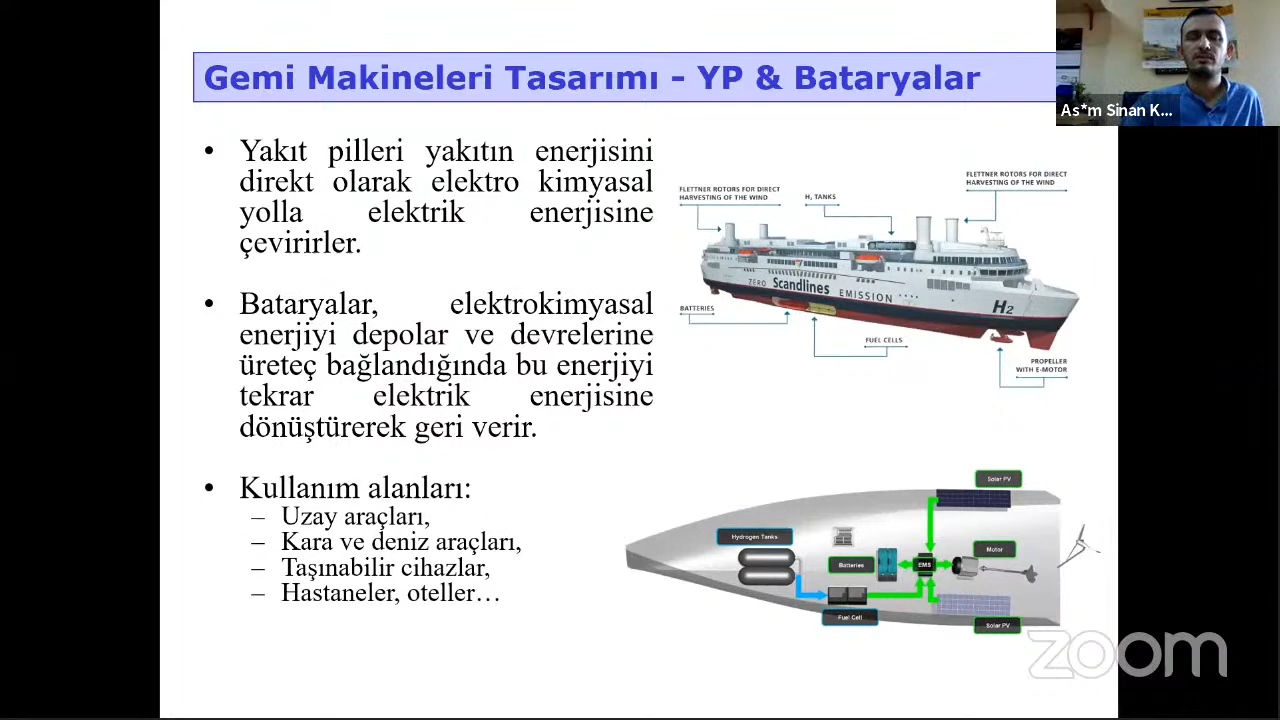 Gemi Makineleri Tasarımı - YP & Bataryalar
As*m Sinan K...
• Yakıt pilleri yakıtın enerjisini
direkt olarak elektro kimyasal
yolla elektrik enerjisine
çevirirler.
• Bataryalar, elektrokimyasal
enerjiyi depolar ve devrelerine
üreteç bağlandığında bu enerjiyi
tekrar elektrik enerjisine
dönüştürerek geri verir.
• Kullanım alanları:
– Uzay araçları,
– Kara ve deniz araçları,
– Taşınabilir cihazlar,
– Hastaneler, oteller…
FLETTNER ROTORS FOR DIRECT
HARVESTING OF THE WIND
H₂ TANKS
FLETTNER ROTORS FOR DIRECT
HARVESTING OF THE WIND
ZERO Scandlines EMISSION
H2
BATTERIES
FUEL CELLS
PROPELLER
WITH E-MOTOR
Solar PV
Hydrogen Tanks
Batteries
EMS
Motor
Fuel Cell
Solar PV
zoom